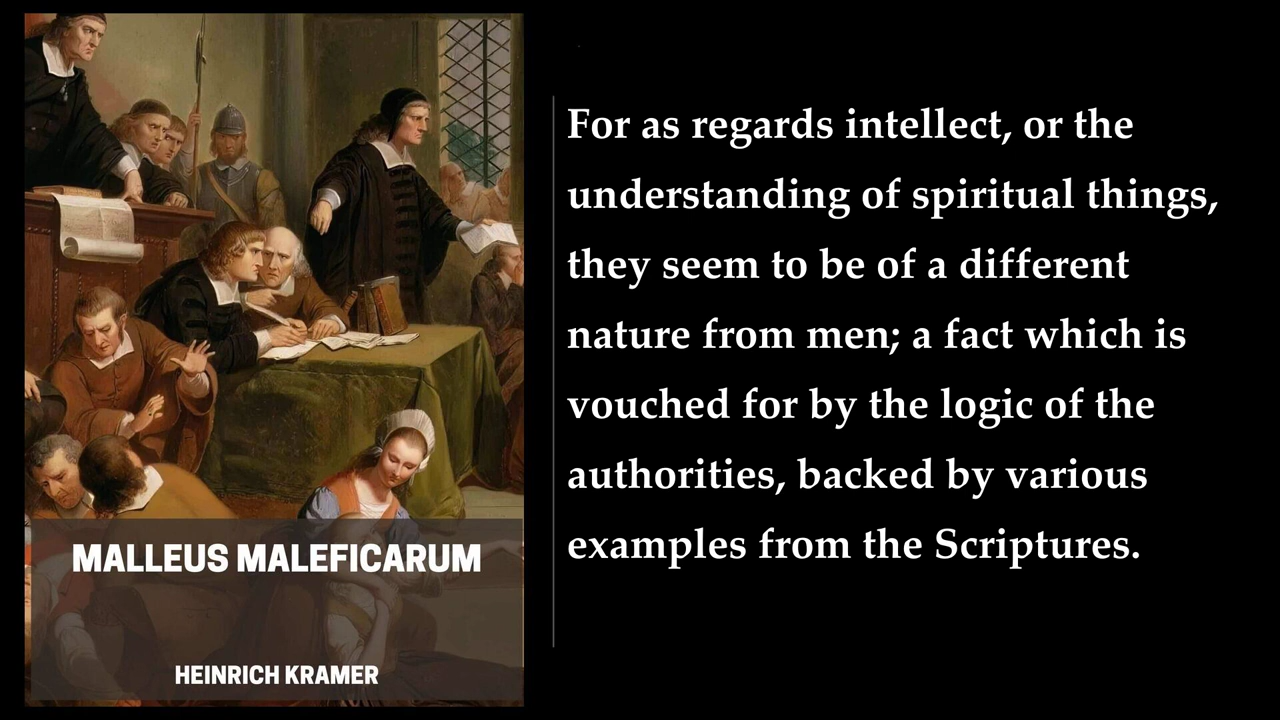 MALLEUS MALEFICARUM
HEINRICH KRAMER
For as regards intellect, or the
understanding of spiritual things,
they seem to be of a different
nature from men; a fact which is
vouched for by the logic of the
authorities, backed by various
examples from the Scriptures.